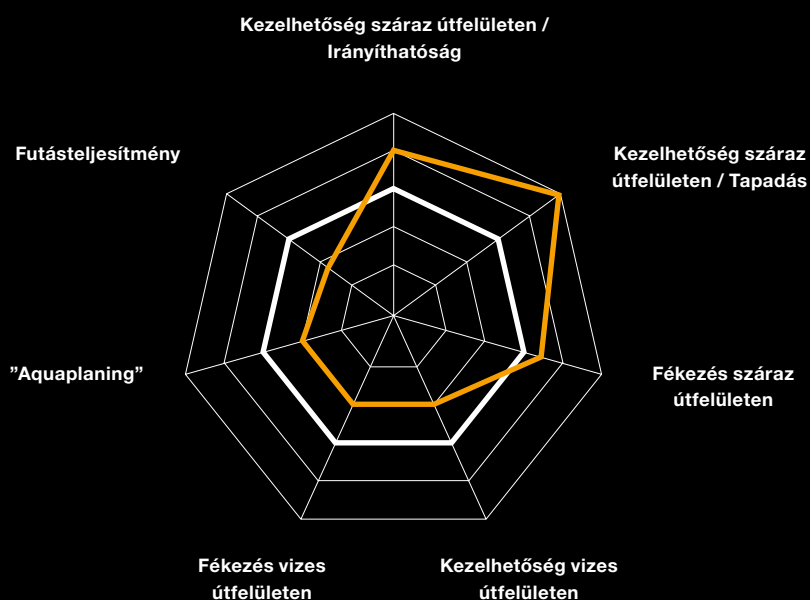 Kezelhetőség száraz útfelületen /
Irányíthatóság
Futásteljesítmény
Kezelhetőség száraz
útfelületen / Tapadás
”Aquaplaning”
Fékezés száraz
útfelületen
Fékezés vizes
útfelületen
Kezelhetőség vizes
útfelületen